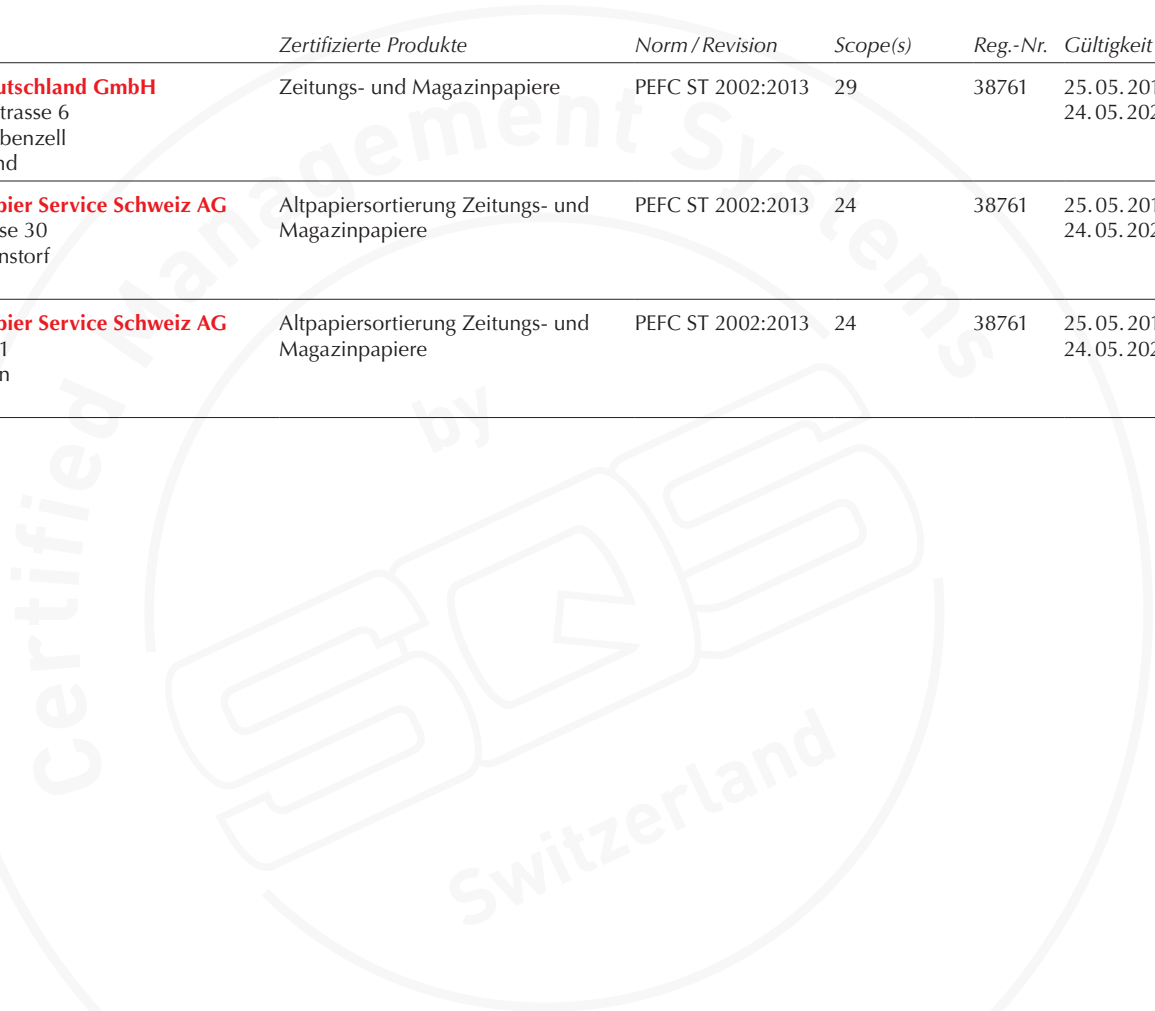 Zertifizierte Produkte Norm / Revision Scope(s) Reg.-Nr. Gültigkeit
utschland GmbH Zeitungs- und Magazinpapiere PEFC ST 2002:2013 29 38761 25.05.201
trasse 6 24.05.202
benzell
nd
pier Service Schweiz AG Altpapiersortierung Zeitungs- und PEFC ST 2002:2013 24 38761 25.05.201
se 30 Magazinpapiere 24.05.202
nstorf
pier Service Schweiz AG Altpapiersortierung Zeitungs- und PEFC ST 2002:2013 24 38761 25.05.201
1 Magazinpapiere 24.05.202
n
Certified Management Systems
by
SQS
Switzerland